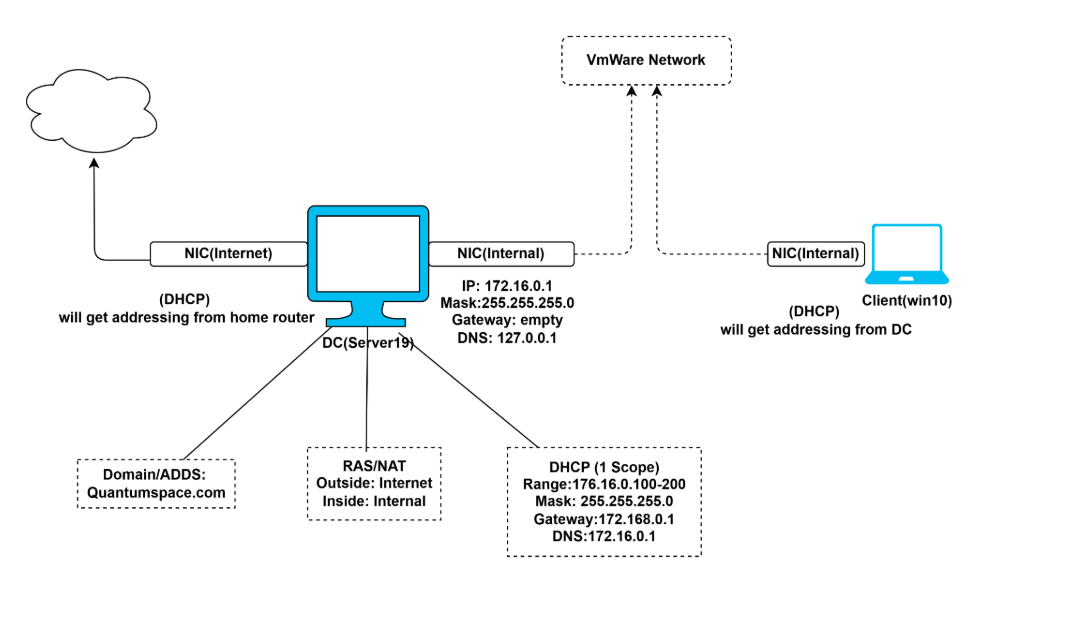 VmWare Network
NIC(Internet)
NIC(Internal)
NIC(Internal)
(DHCP)
will get addressing from home router
IP: 172.16.0.1
Mask:255.255.255.0
Gateway: empty
DNS: 127.0.0.1
Client(win10)
(DHCP)
will get addressing from DC
DC(Server19)
Domain/ADDS:
Quantumspace.com
RAS/NAT
Outside: Internet
Inside: Internal
DHCP (1 Scope)
Range:176.16.0.100-200
Mask: 255.255.255.0
Gateway:172.168.0.1
DNS:172.16.0.1